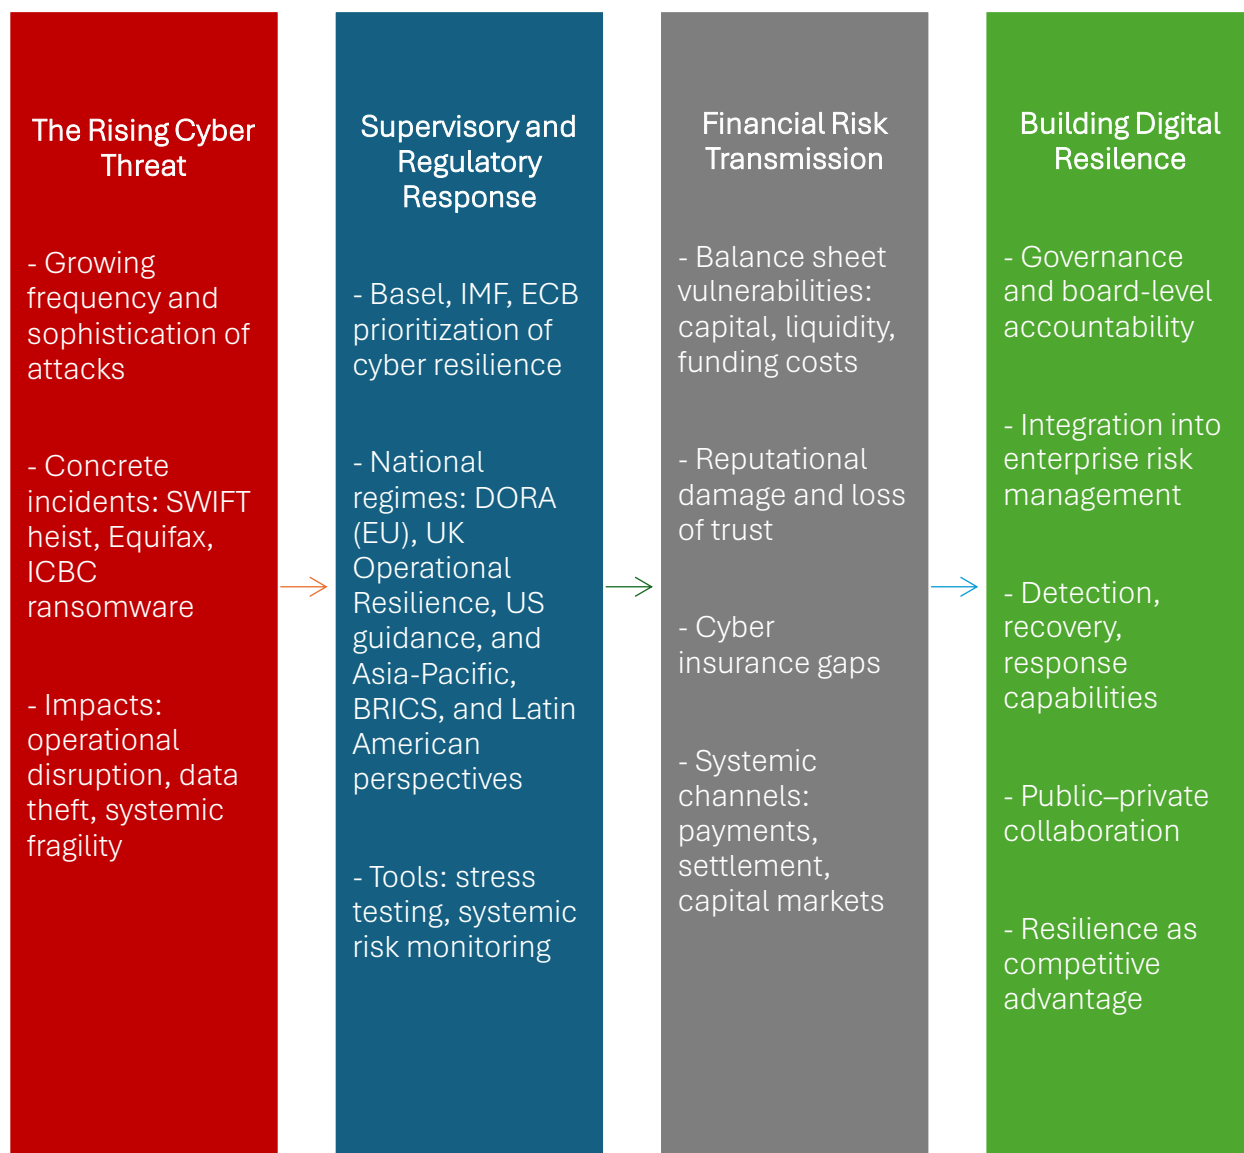 The Rising Cyber
Threat
- Growing
frequency and
sophistication of
attacks
- Concrete
incidents: SWIFT
heist, Equifax,
ICBC
ransomware
- Impacts:
operational
disruption, data
theft, systemic
fragility
Supervisory and
Regulatory
Response
- Basel, IMF, ECB
prioritization of
cyber resilience
- National
regimes: DORA
(EU), UK
Operational
Resilience, US
guidance, and
Asia-Pacific,
BRICS, and Latin
American
perspectives
- Tools: stress
testing, systemic
risk monitoring
Financial Risk
Transmission
- Balance sheet
vulnerabilities:
capital, liquidity,
funding costs
- Reputational
damage and loss
of trust
- Cyber
insurance gaps
- Systemic
channels:
payments,
settlement,
capital markets
Building Digital
Resilence
- Governance
and board-level
accountability
- Integration into
enterprise risk
management
- Detection,
recovery,
response
capabilities
- Public–private
collaboration
- Resilience as
competitive
advantage